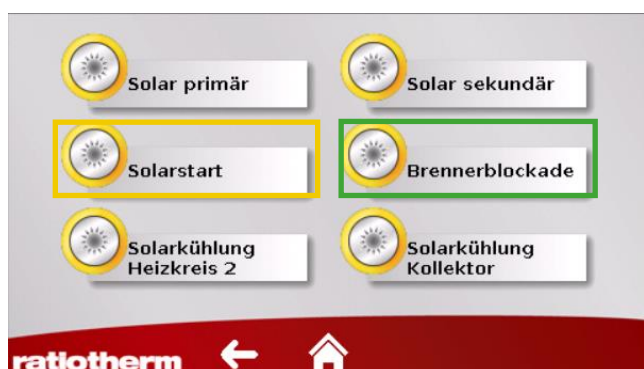 Solar primär
Solar sekundär
Solarstart
Brennerblockade
Solarkühlung
Heizkreis 2
Solarkühlung
Kollektor
ratiotherm